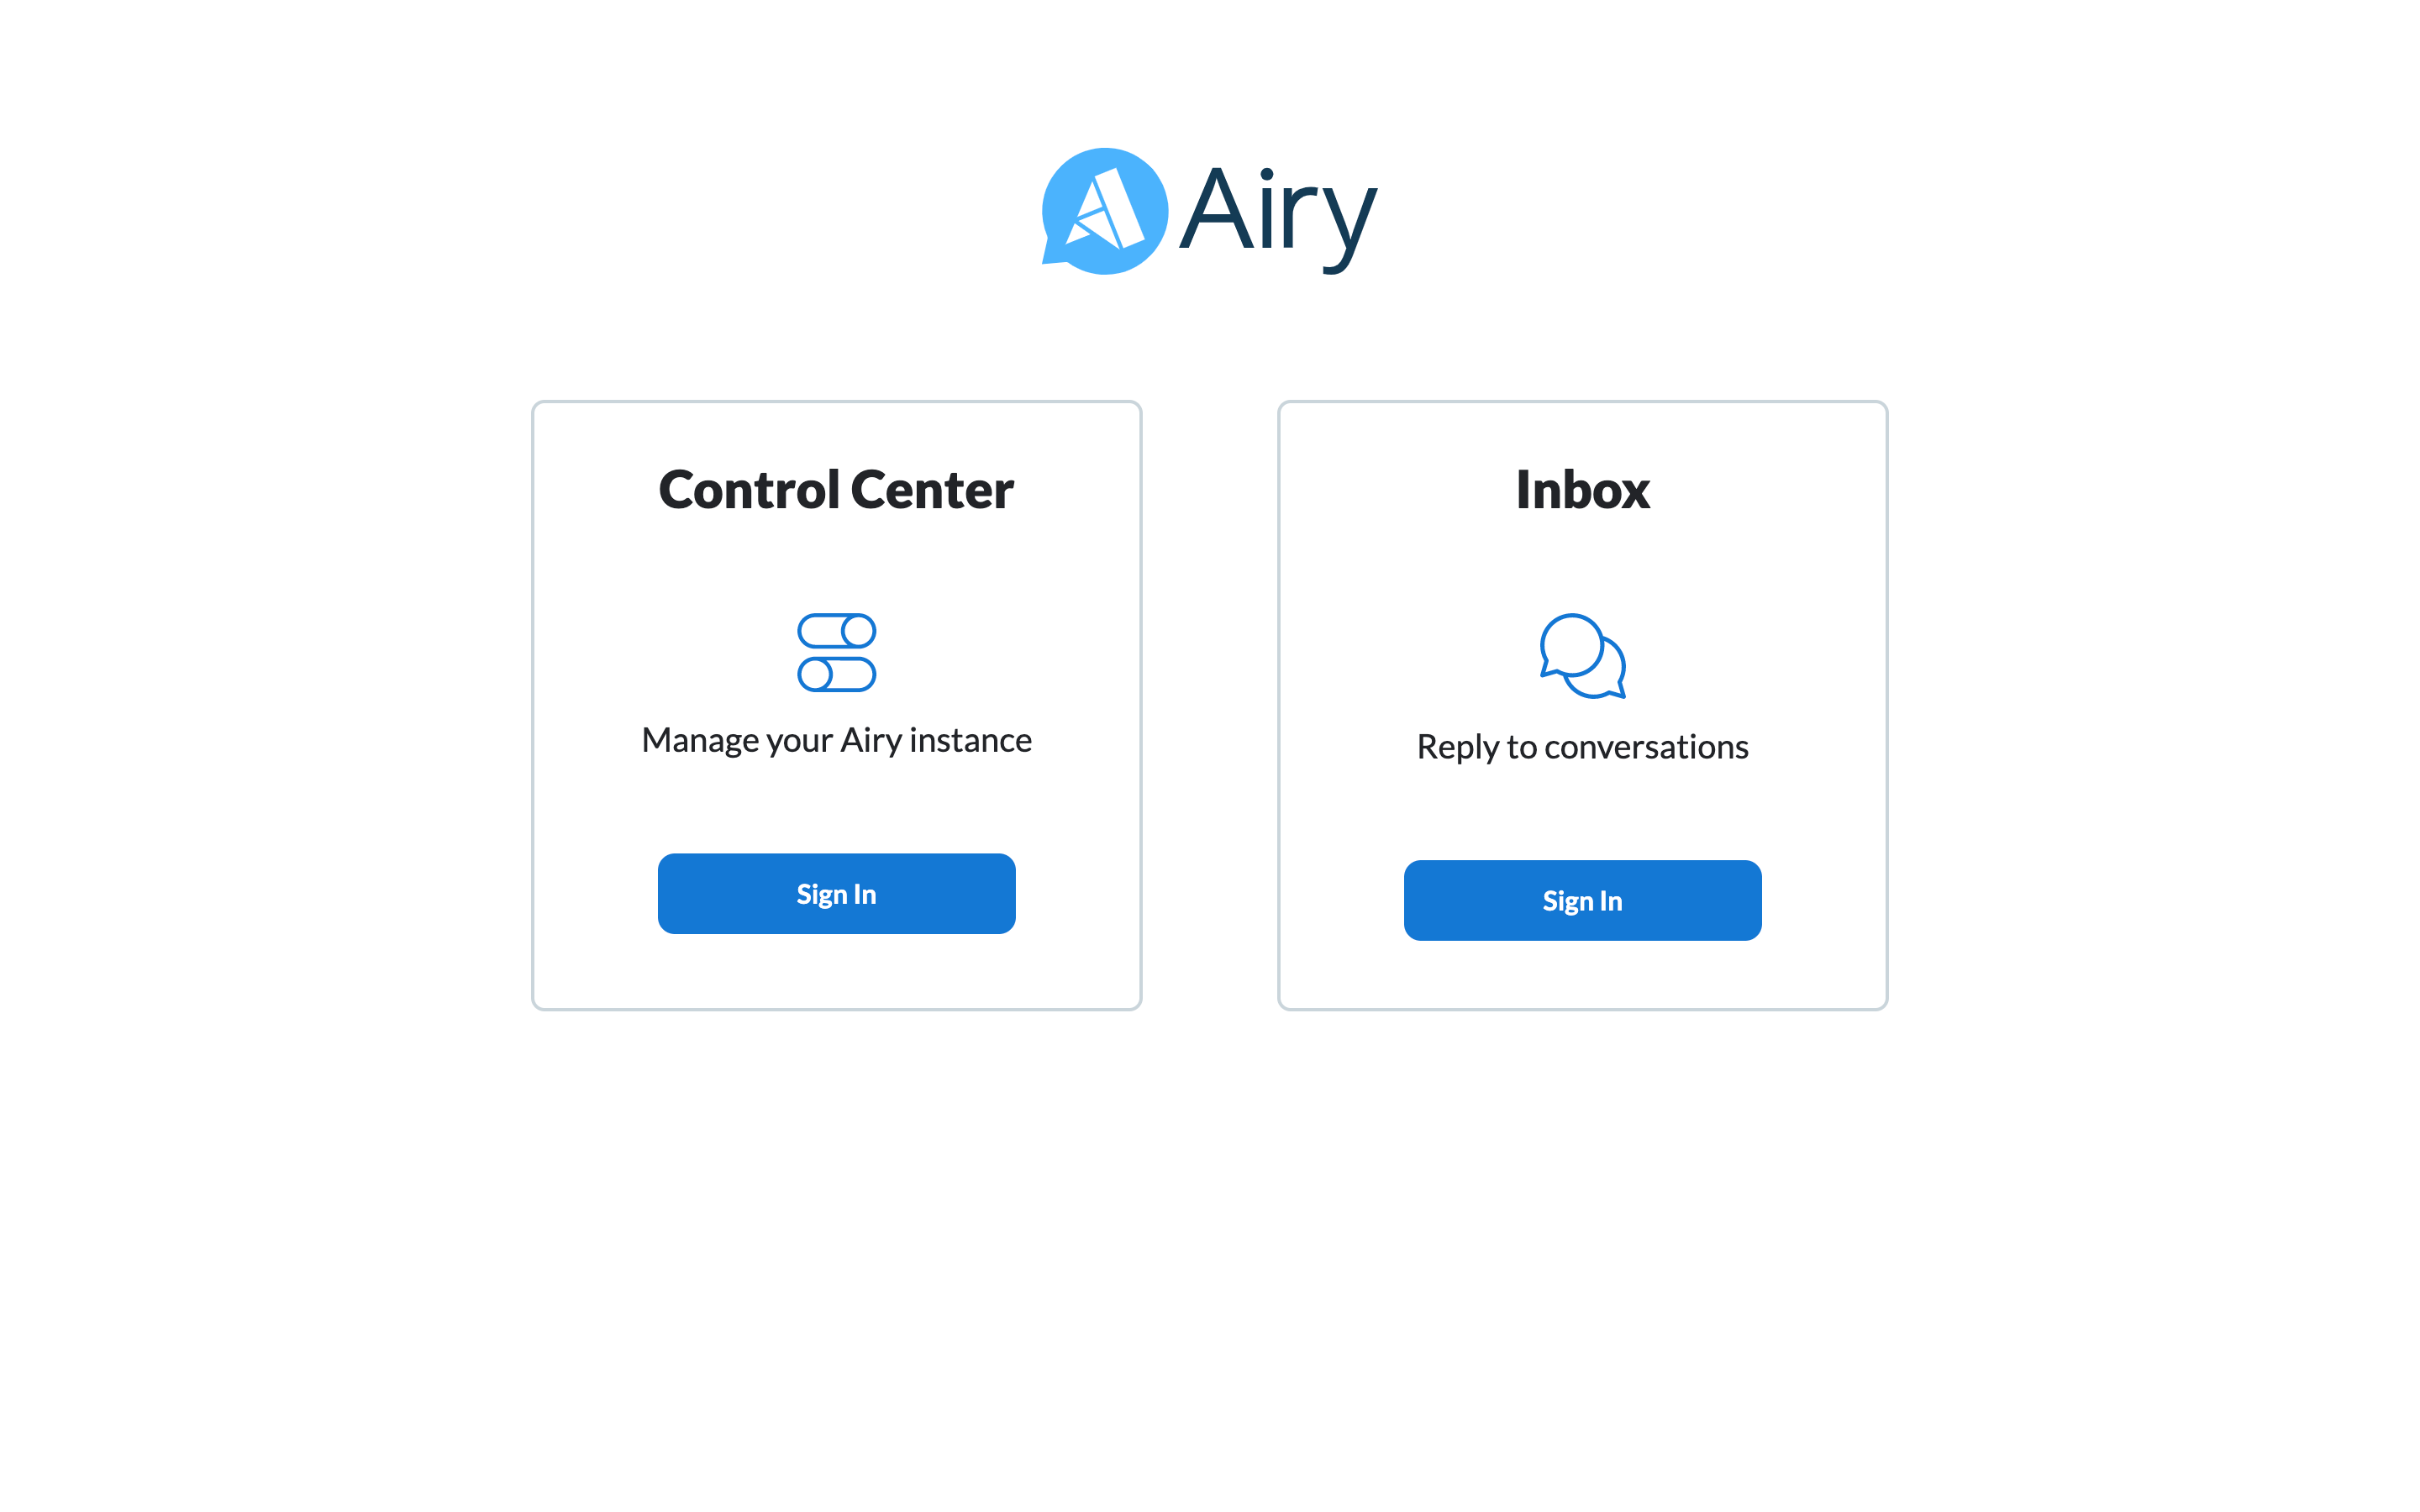 Airy
Control Center
Manage your Airy instance
Sign In
Inbox
Reply to conversations
Sign In